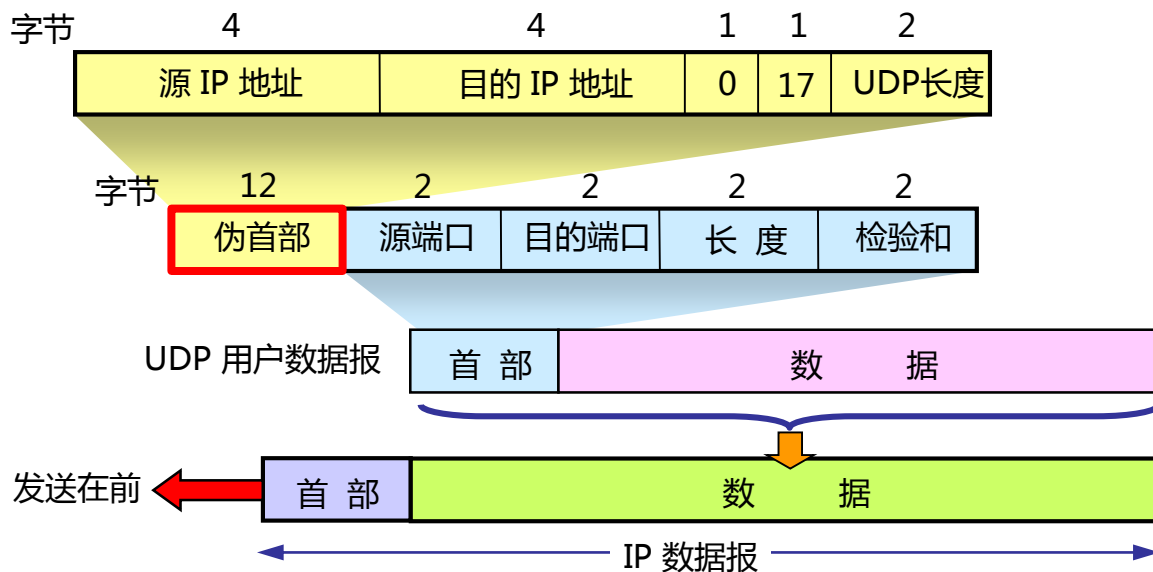 字节 4 4 1 1 2
源 IP 地址 目的 IP 地址 0 17 UDP长度
字节 12 2 2 2 2
伪首部 源端口 目的端口 长 度 检验和
UDP 用户数据报 首 部 数 据
发送在前 首 部 数 据
IP 数据报